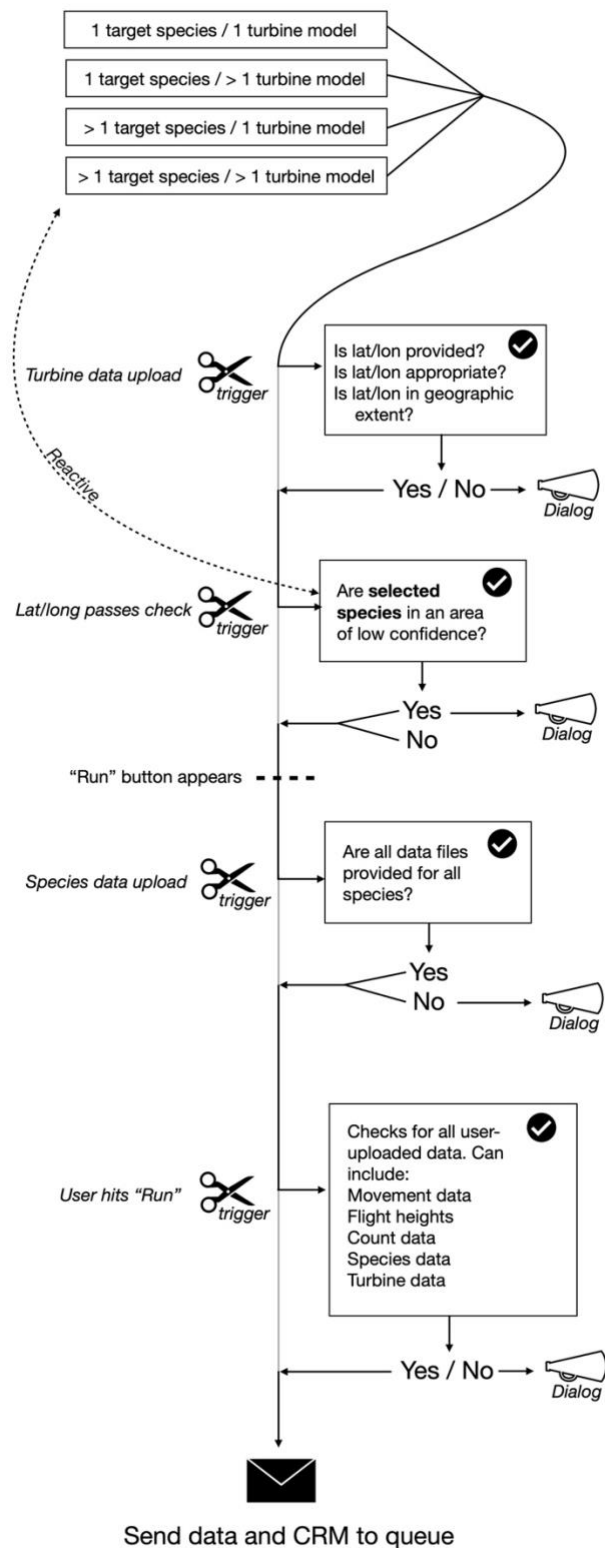 1 target species / 1 turbine model
1 target species / > 1 turbine model
> 1 target species / 1 turbine model
> 1 target species / > 1 turbine model
Turbine data upload
trigger
Is lat/lon provided?
Is lat/lon appropriate?
Is lat/lon in geographic
extent?
Yes / No
Dialog
Reactive
Lat/long passes check
trigger
Are selected
species in an area
of low confidence?
Yes
No
Dialog
“Run” button appears
Species data upload
trigger
Are all data files
provided for all
species?
Yes
No
Dialog
User hits “Run”
trigger
Checks for all user-
uploaded data. Can
include:
Movement data
Flight heights
Count data
Species data
Turbine data
Yes / No
Dialog
Send data and CRM to queue